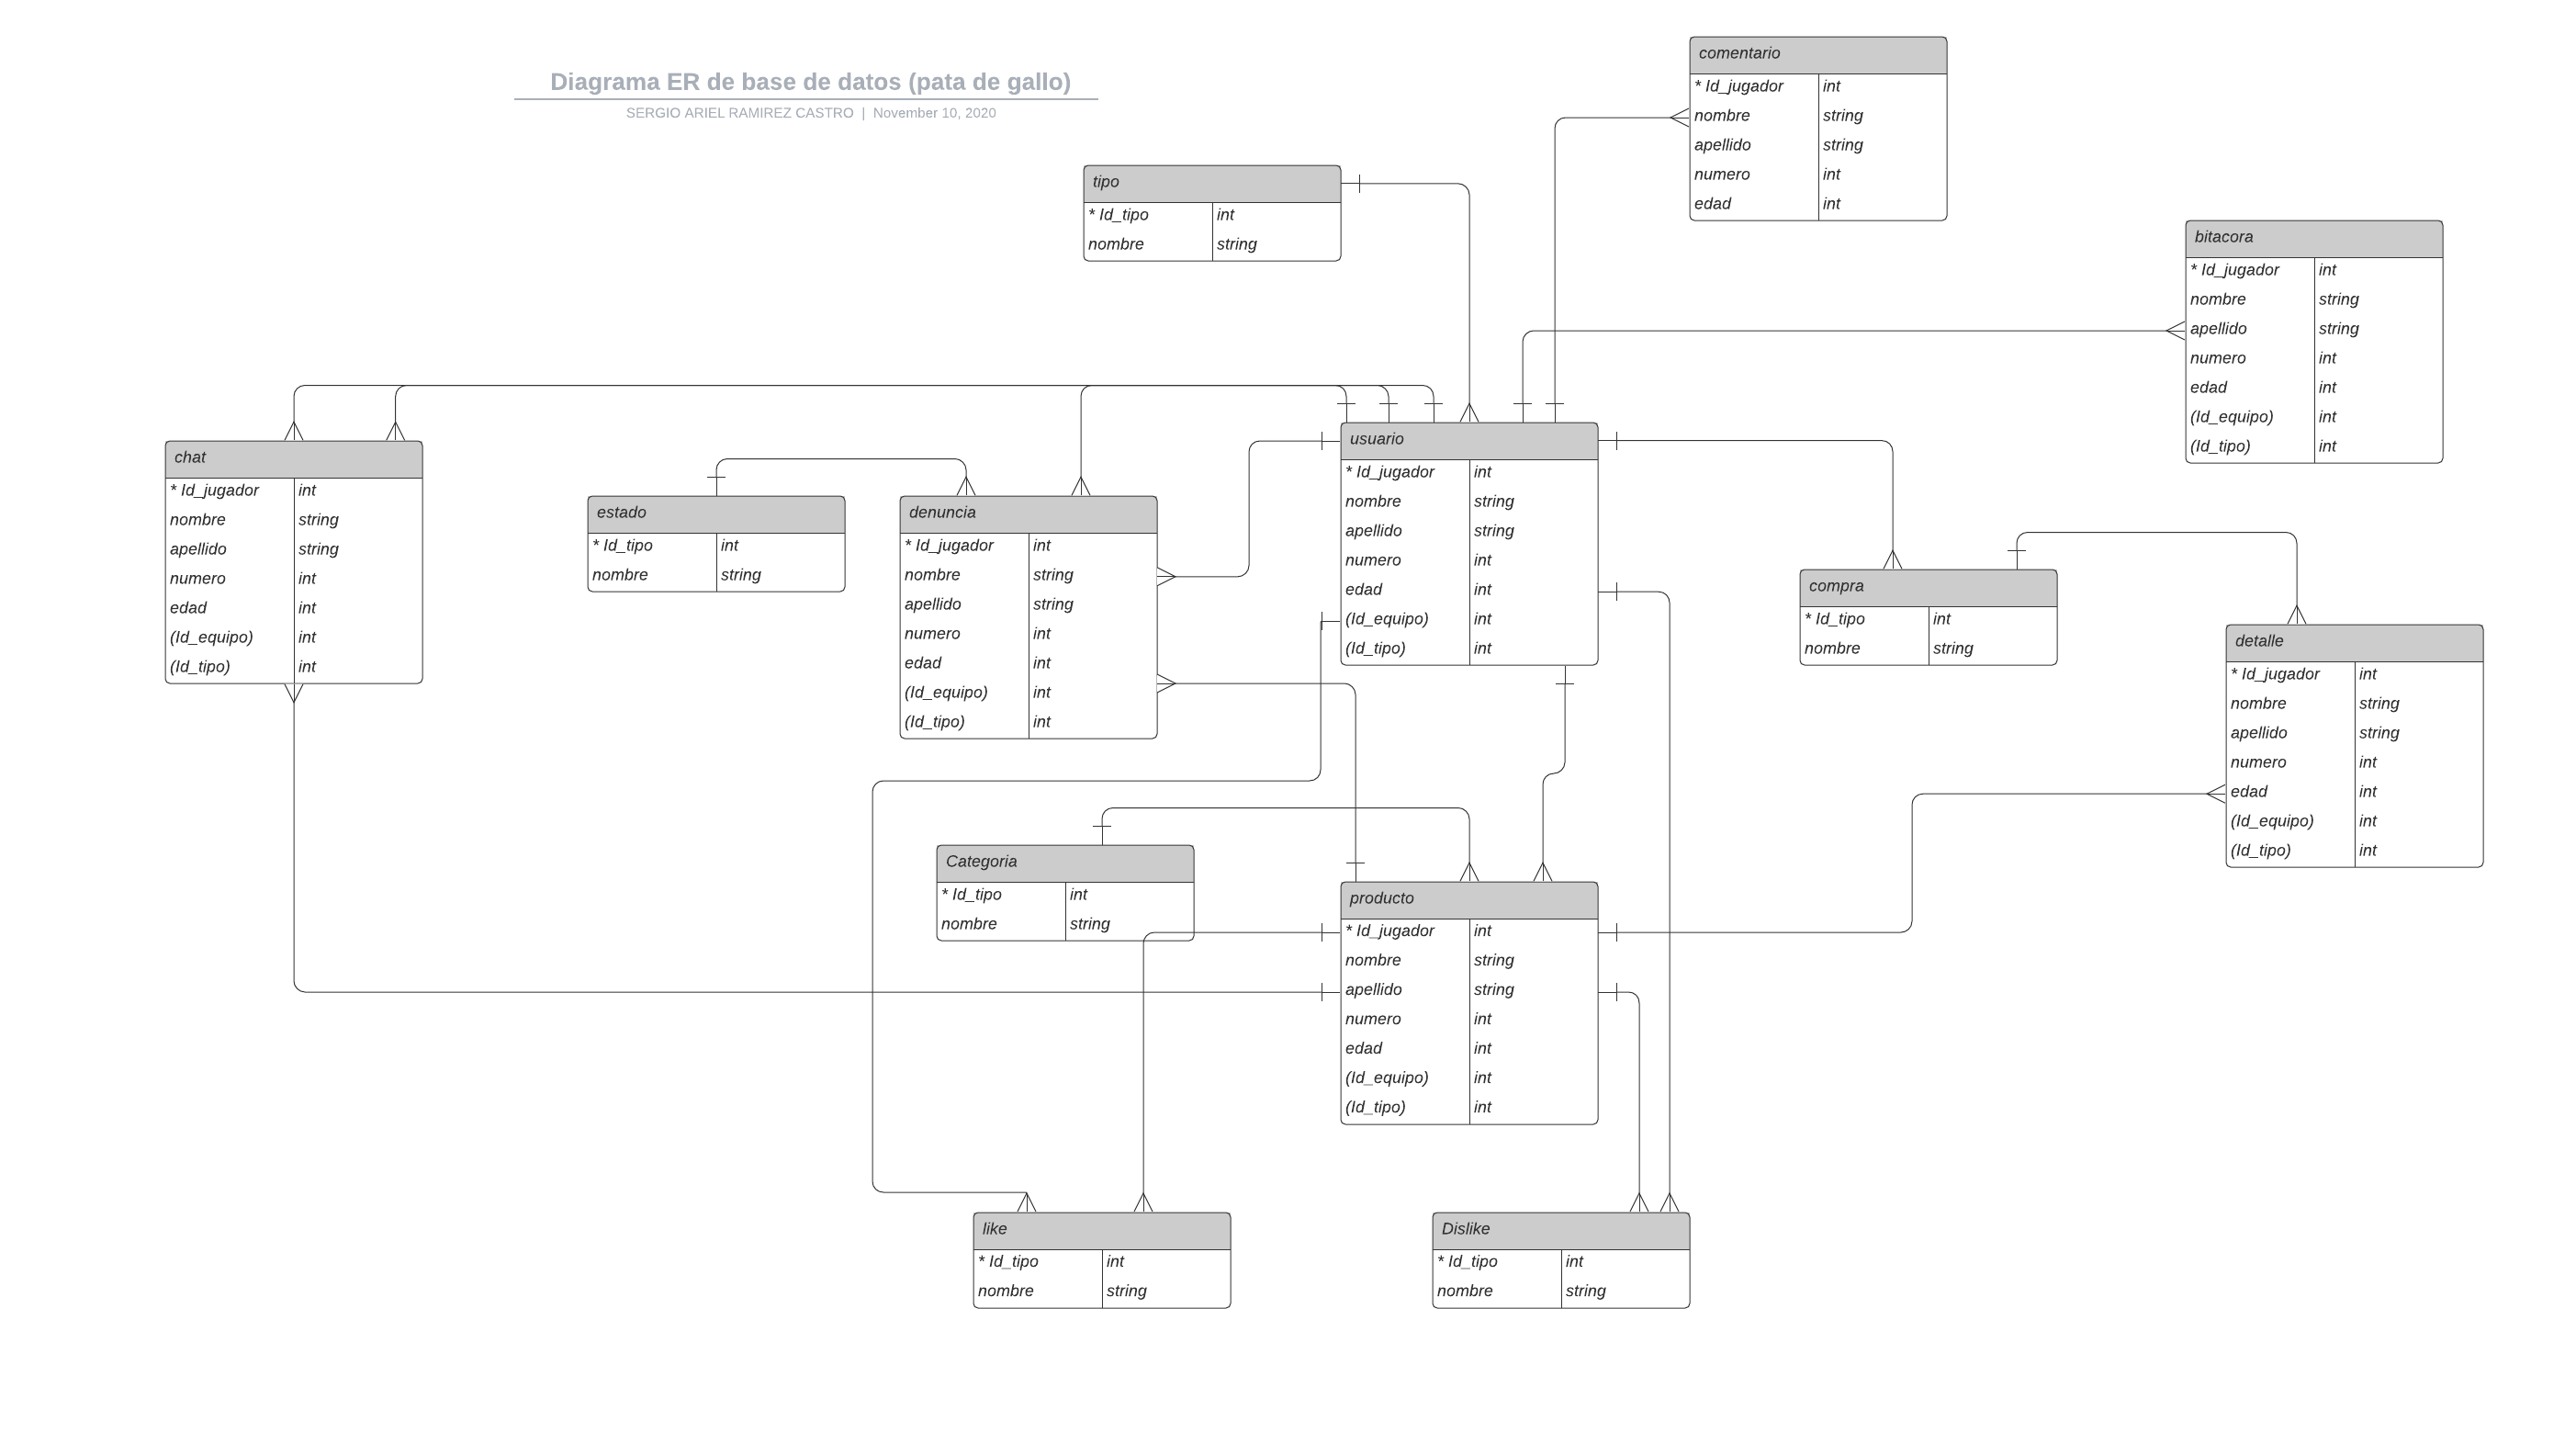 Diagrama ER de base de datos (pata de gallo)
SERGIO ARIEL RAMIREZ CASTRO | November 10, 2020
comentario
* Id_jugador int
nombre string
apellido string
numero int
edad int
tipo
* Id_tipo int
nombre string
bitacora
* Id_jugador int
nombre string
apellido string
numero int
edad int
(Id_equipo) int
(Id_tipo) int
usuario
* Id_jugador int
nombre string
apellido string
numero int
edad int
(Id_equipo) int
(Id_tipo) int
chat
* Id_jugador int
nombre string
apellido string
numero int
edad int
(Id_equipo) int
(Id_tipo) int
estado
* Id_tipo int
nombre string
denuncia
* Id_jugador int
nombre string
apellido string
numero int
edad int
(Id_equipo) int
(Id_tipo) int
compra
* Id_tipo int
nombre string
detalle
* Id_jugador int
nombre string
apellido string
numero int
edad int
(Id_equipo) int
(Id_tipo) int
Categoria
* Id_tipo int
nombre string
producto
* Id_jugador int
nombre string
apellido string
numero int
edad int
(Id_equipo) int
(Id_tipo) int
like
* Id_tipo int
nombre string
Dislike
* Id_tipo int
nombre string